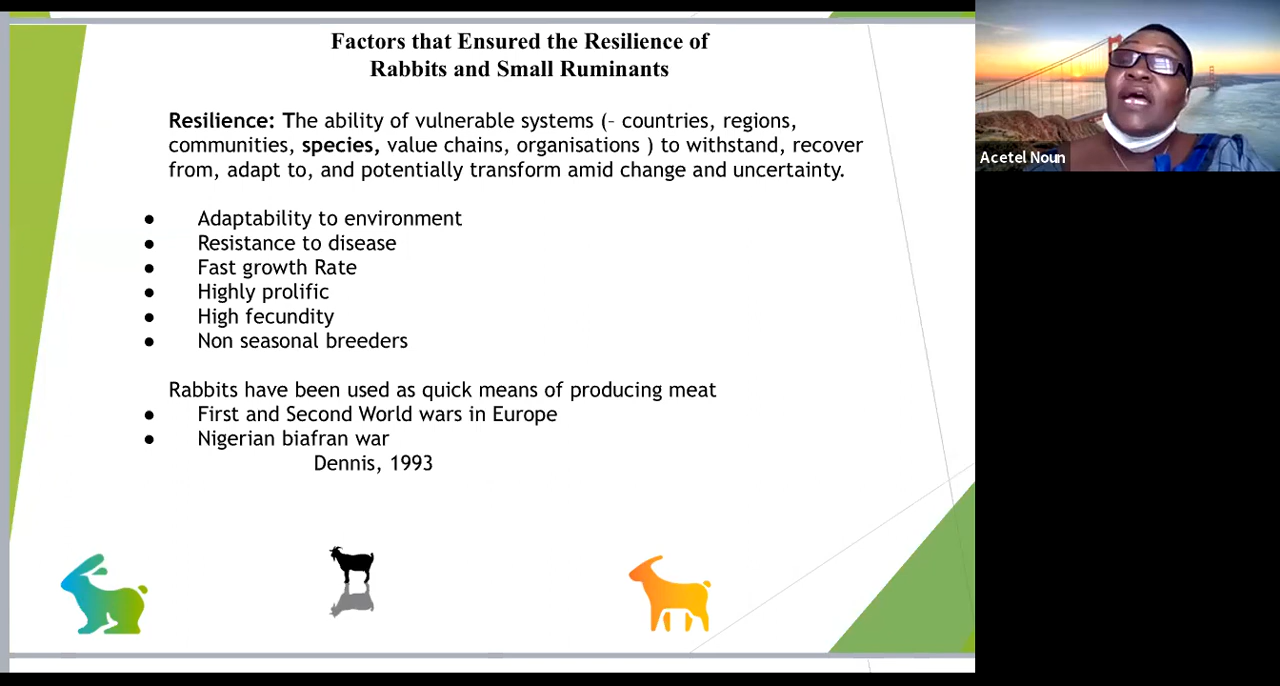 Factors that Ensured the Resilience of
Rabbits and Small Ruminants
Resilience: The ability of vulnerable systems (- countries, regions,
communities, species, value chains, organisations ) to withstand, recover
from, adapt to, and potentially transform amid change and uncertainty.
● Adaptability to environment
● Resistance to disease
● Fast growth Rate
● Highly prolific
● High fecundity
● Non seasonal breeders
Rabbits have been used as quick means of producing meat
● First and Second World wars in Europe
● Nigerian biafran war
Dennis, 1993
Acetel Noun